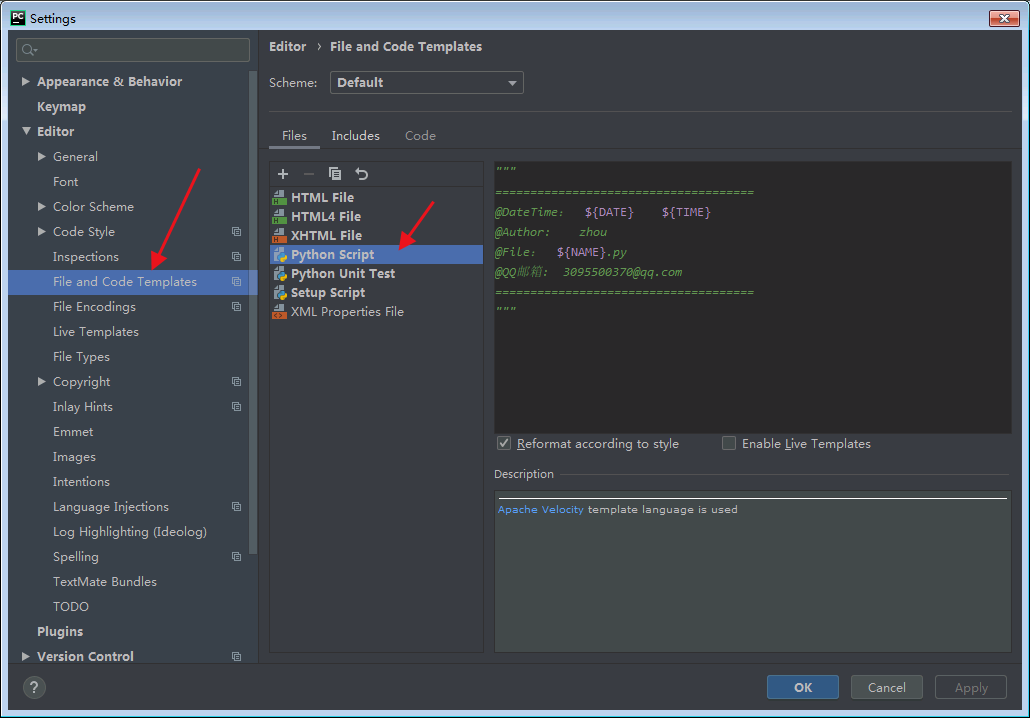 PC Settings
Appearance & Behavior
Keymap
Editor
General
Font
Color Scheme
Code Style
Inspections
File and Code Templates
File Encodings
Live Templates
File Types
Copyright
Inlay Hints
Emmet
Images
Intentions
Language Injections
Log Highlighting (Ideolog)
Spelling
TextMate Bundles
TODO
Plugins
Version Control
?
Editor › File and Code Templates
Scheme: Default
Files Includes Code
HTML File
HTML4 File
XHTML File
Python Script
Python Unit Test
Setup Script
XML Properties File
"""
=====================================
@DateTime: ${DATE} ${TIME}
@Author: zhou
@File: ${NAME}.py
@QQ邮箱: 3095500370@qq.com
=====================================
"""
Reformat according to style Enable Live Templates
Description
Apache Velocity template language is used
OK Cancel Apply